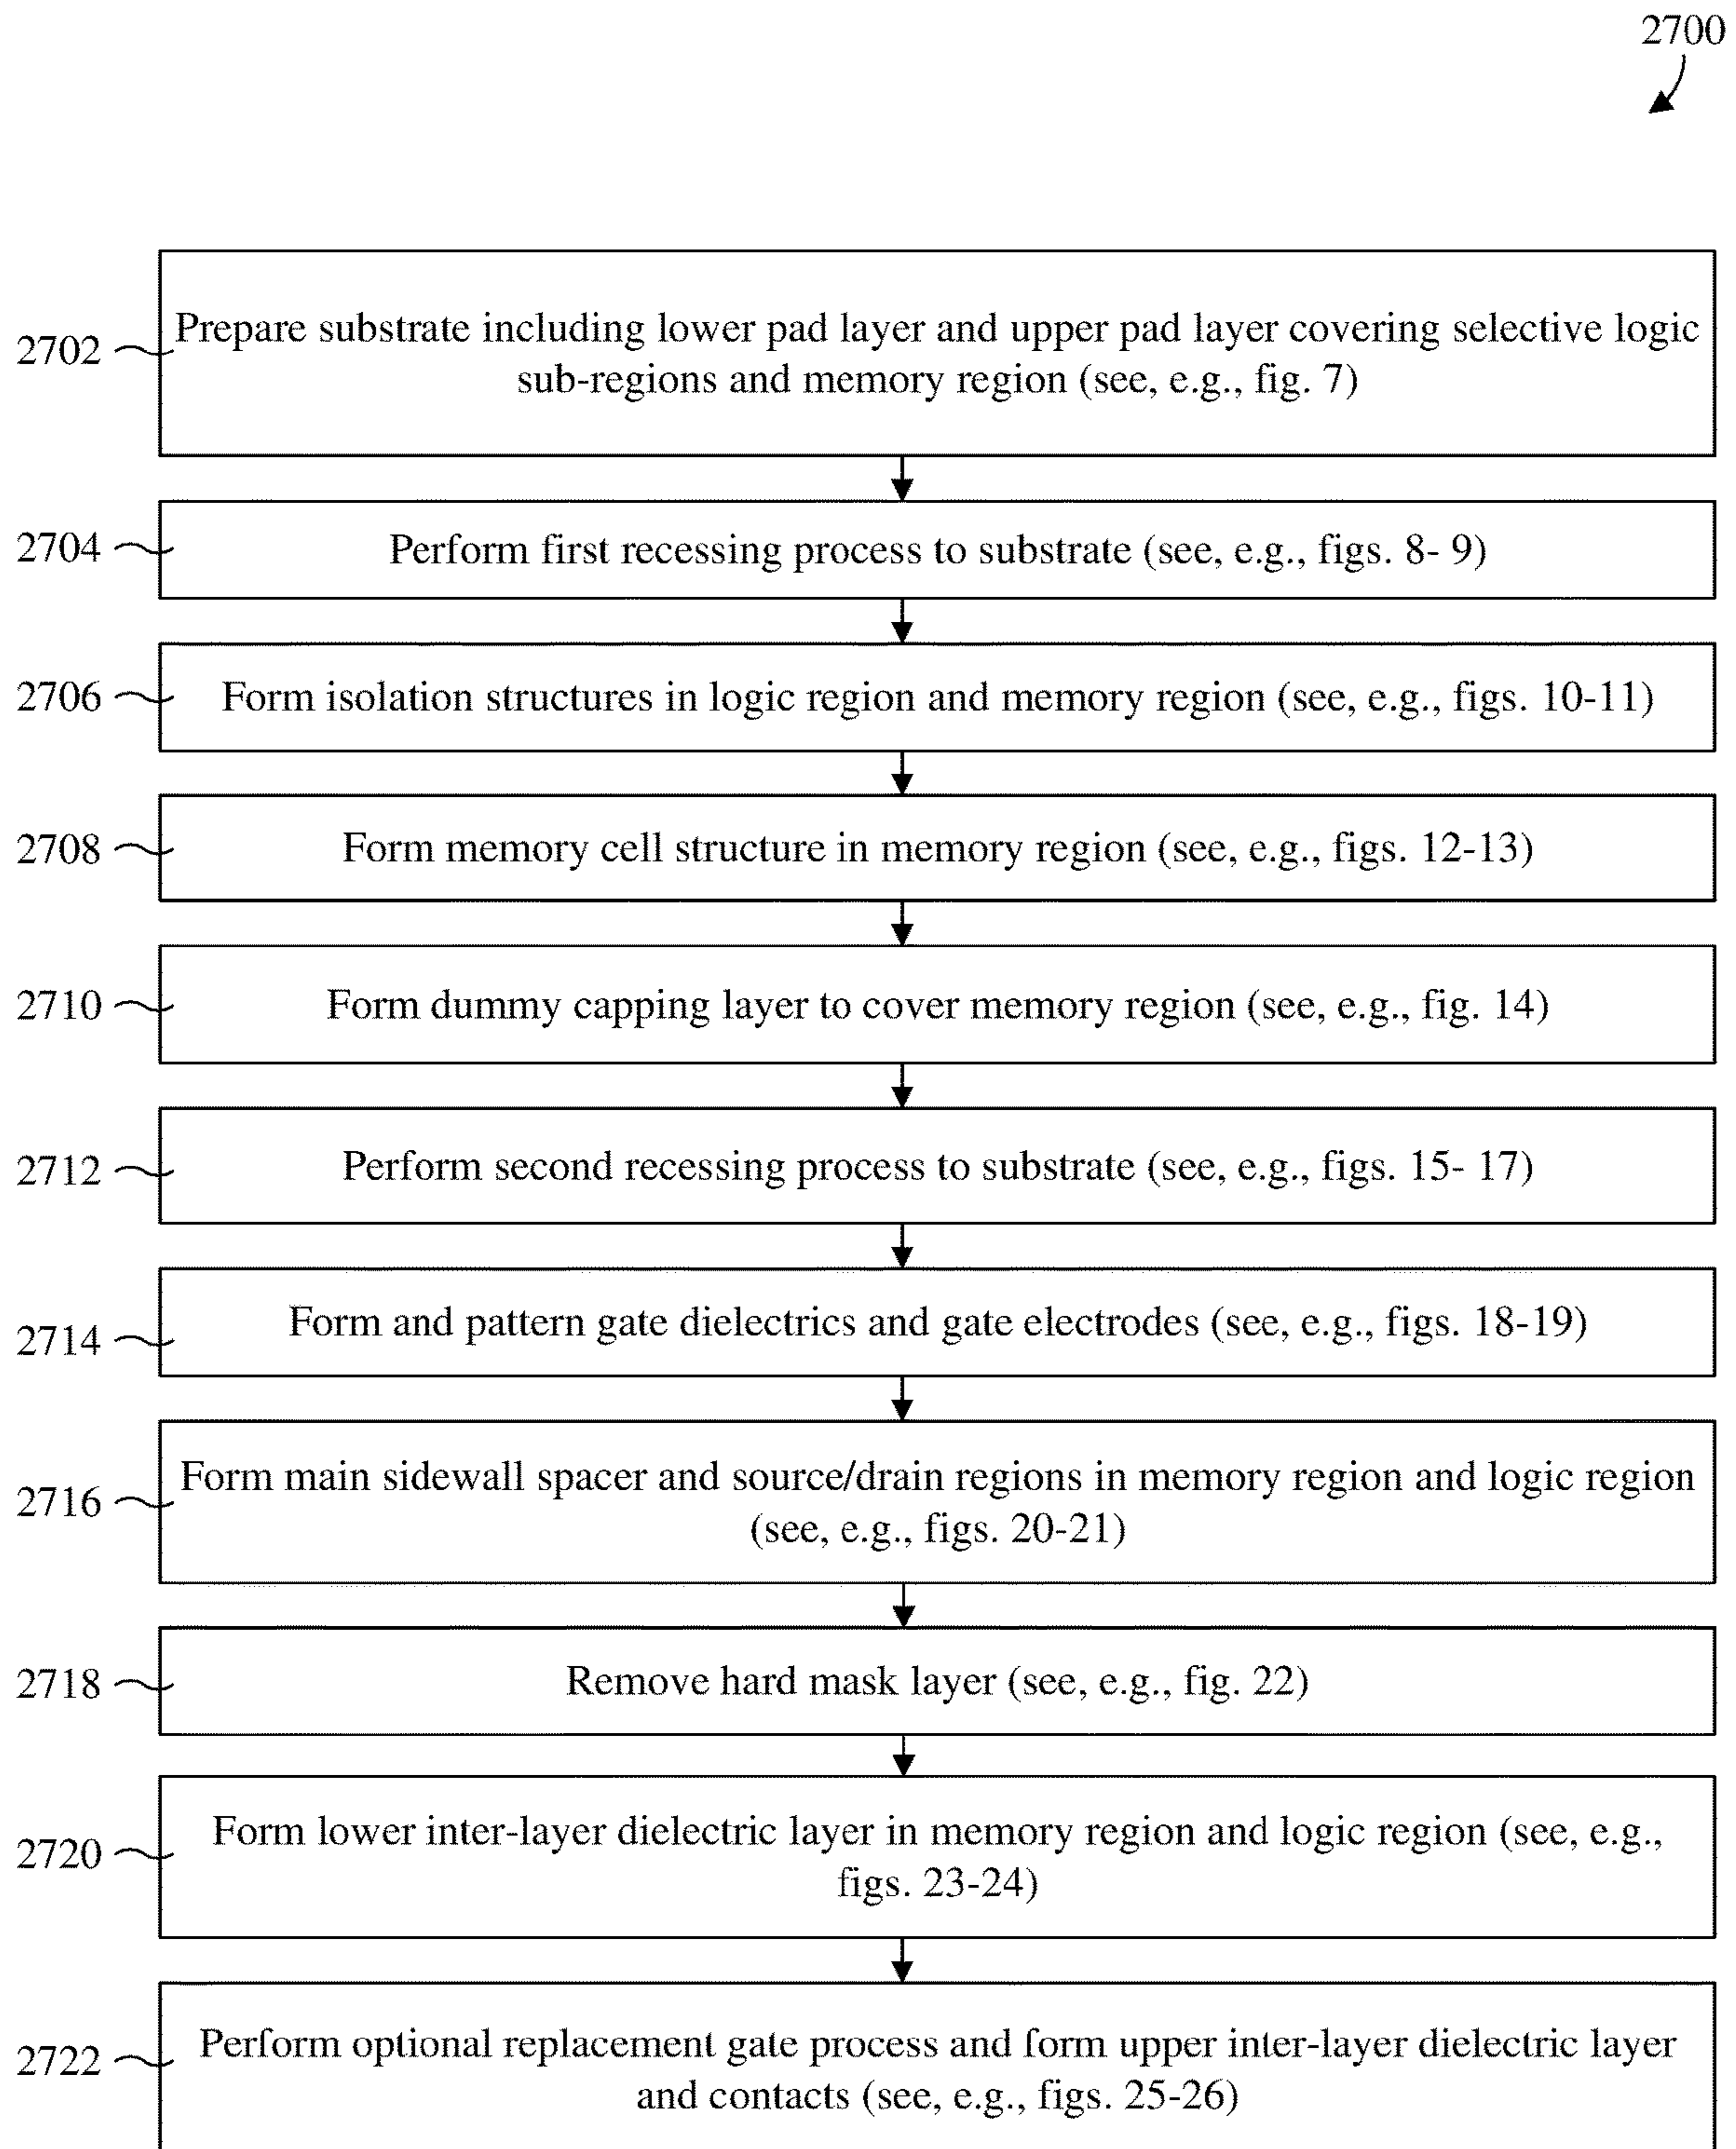 2700
2702
Prepare substrate including lower pad layer and upper pad layer covering selective logic
sub-regions and memory region (see, e.g., fig. 7)
2704
Perform first recessing process to substrate (see, e.g., figs. 8- 9)
2706
Form isolation structures in logic region and memory region (see, e.g., figs. 10-11)
2708
Form memory cell structure in memory region (see, e.g., figs. 12-13)
2710
Form dummy capping layer to cover memory region (see, e.g., fig. 14)
2712
Perform second recessing process to substrate (see, e.g., figs. 15- 17)
2714
Form and pattern gate dielectrics and gate electrodes (see, e.g., figs. 18-19)
2716
Form main sidewall spacer and source/drain regions in memory region and logic region
(see, e.g., figs. 20-21)
2718
Remove hard mask layer (see, e.g., fig. 22)
2720
Form lower inter-layer dielectric layer in memory region and logic region (see, e.g.,
figs. 23-24)
2722
Perform optional replacement gate process and form upper inter-layer dielectric layer
and contacts (see, e.g., figs. 25-26)